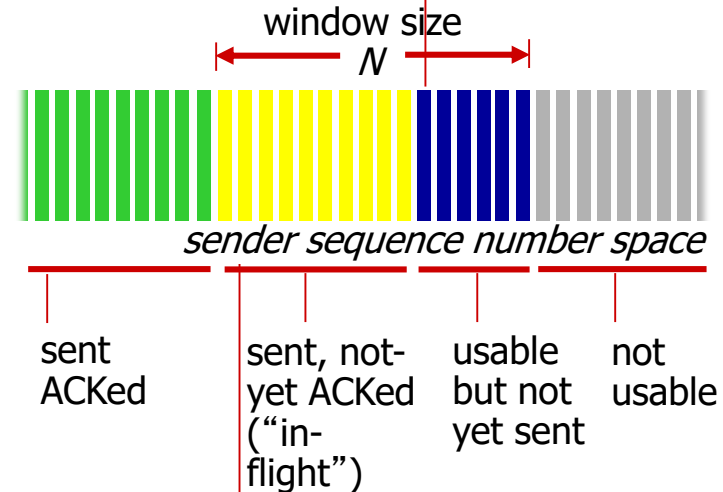 window size
N
sender sequence number space
sent
ACKed
sent, not-
yet ACKed
(“in-
flight”)
usable
but not
yet sent
not
usable